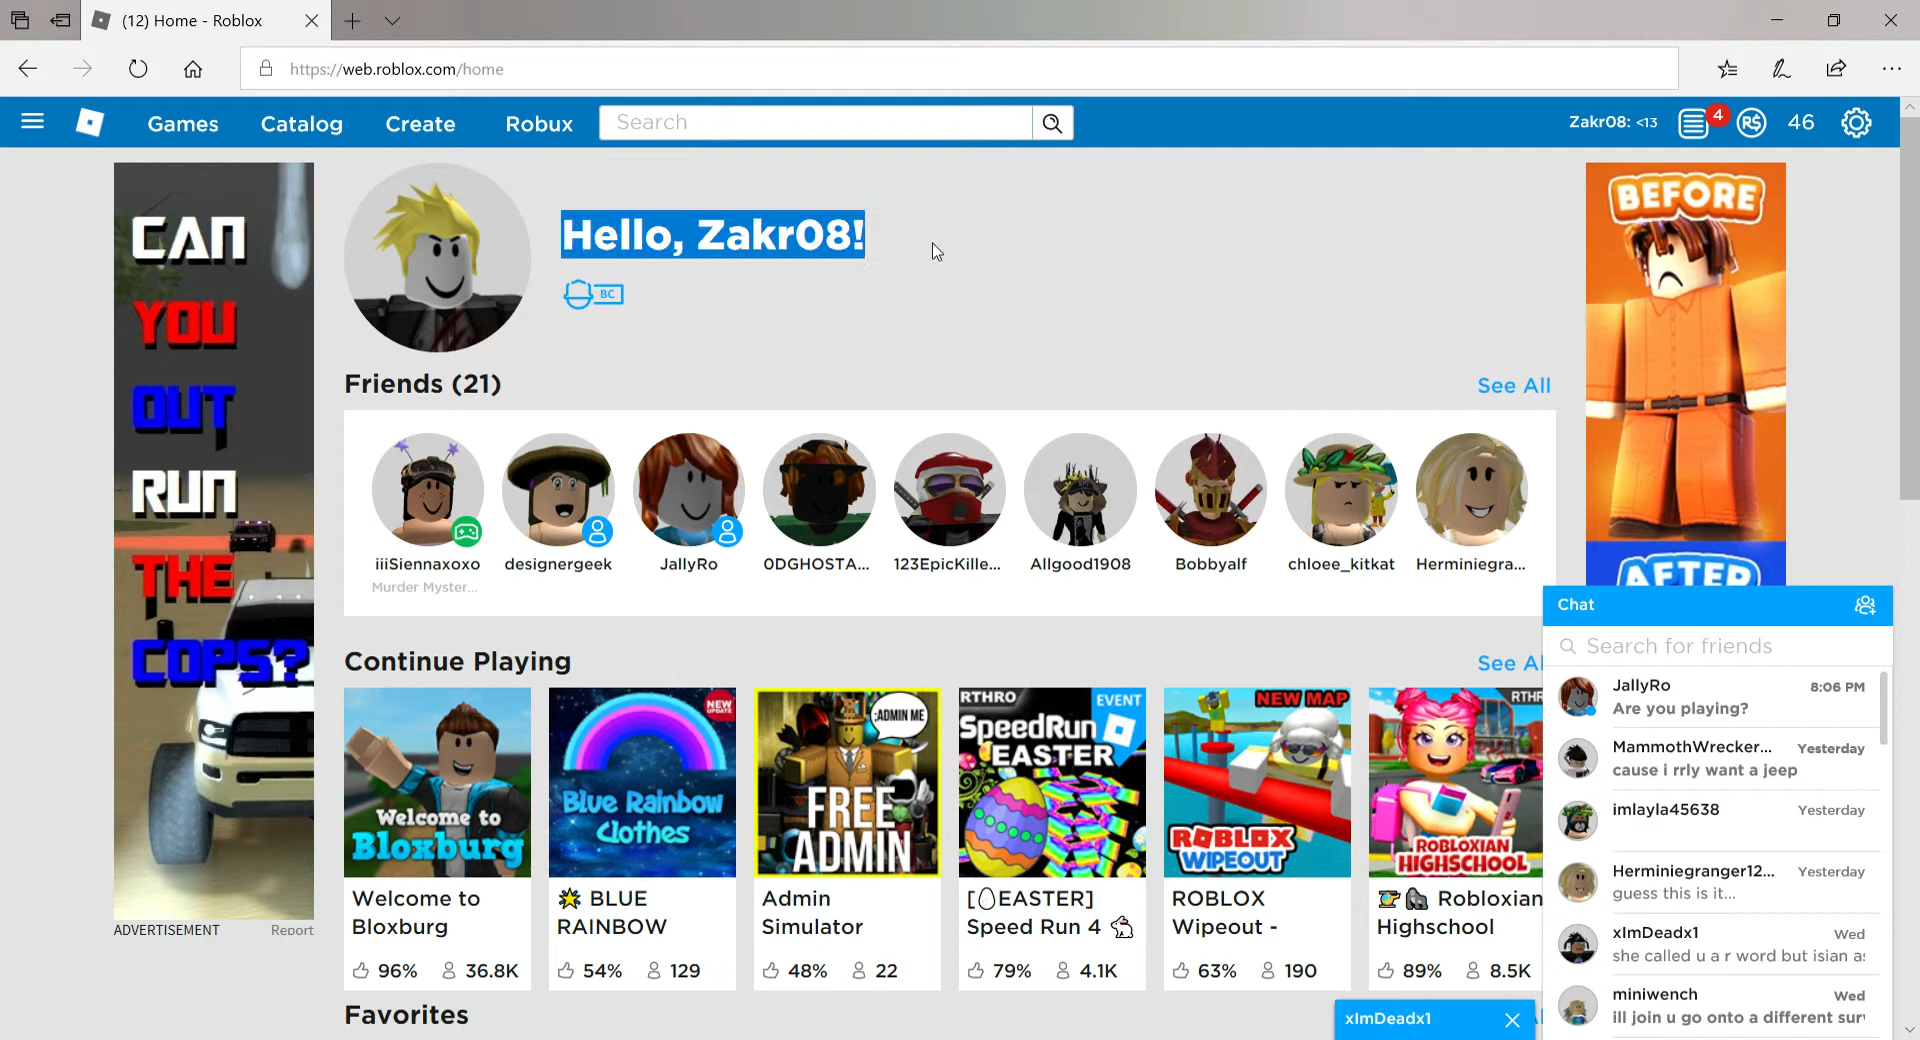 (12) Home - Roblox
https://web.roblox.com/home
Games
Catalog
Create
Robux
Search
Zakr08: <13
4
R$
46
CAN
YOU
OUT
RUN
THE
COPS?
ADVERTISEMENT
Report
Hello, Zakr08!
BC
BEFORE
AFTER
Friends (21)
See All
iiiSiennaxoxo
Murder Myster...
designergeek
JallyRo
0DGHOSTA...
123EpicKille...
Allgood1908
Bobbyalf
chloee_kitkat
Herminiegra...
Continue Playing
See Al
Welcome to
Bloxburg
Welcome to
Bloxburg
96%
36.8K
NEW
UPDATE
Blue Rainbow
Clothes
BLUE
RAINBOW
54%
129
:ADMIN ME
FREE
ADMIN
Admin
Simulator
48%
22
RTHRO
EVENT
SpeedRun
EASTER
[🥚EASTER]
Speed Run 4 🐇
79%
4.1K
NEW MAP
ROBLOX
WIPEOUT
ROBLOX
Wipeout -
63%
190
RTHR
ROBLOXIAN
HIGHSCHOOL
Robloxian
Highschool
89%
8.5K
Favorites
Chat
Search for friends
JallyRo
8:06 PM
Are you playing?
MammothWrecker...
Yesterday
cause i rrly want a jeep
imlayla45638
Yesterday
Herminiegranger12...
Yesterday
guess this is it...
xImDeadx1
Wed
she called u a r word but isian a
miniwench
Wed
ill join u go onto a different sur
xImDeadx1